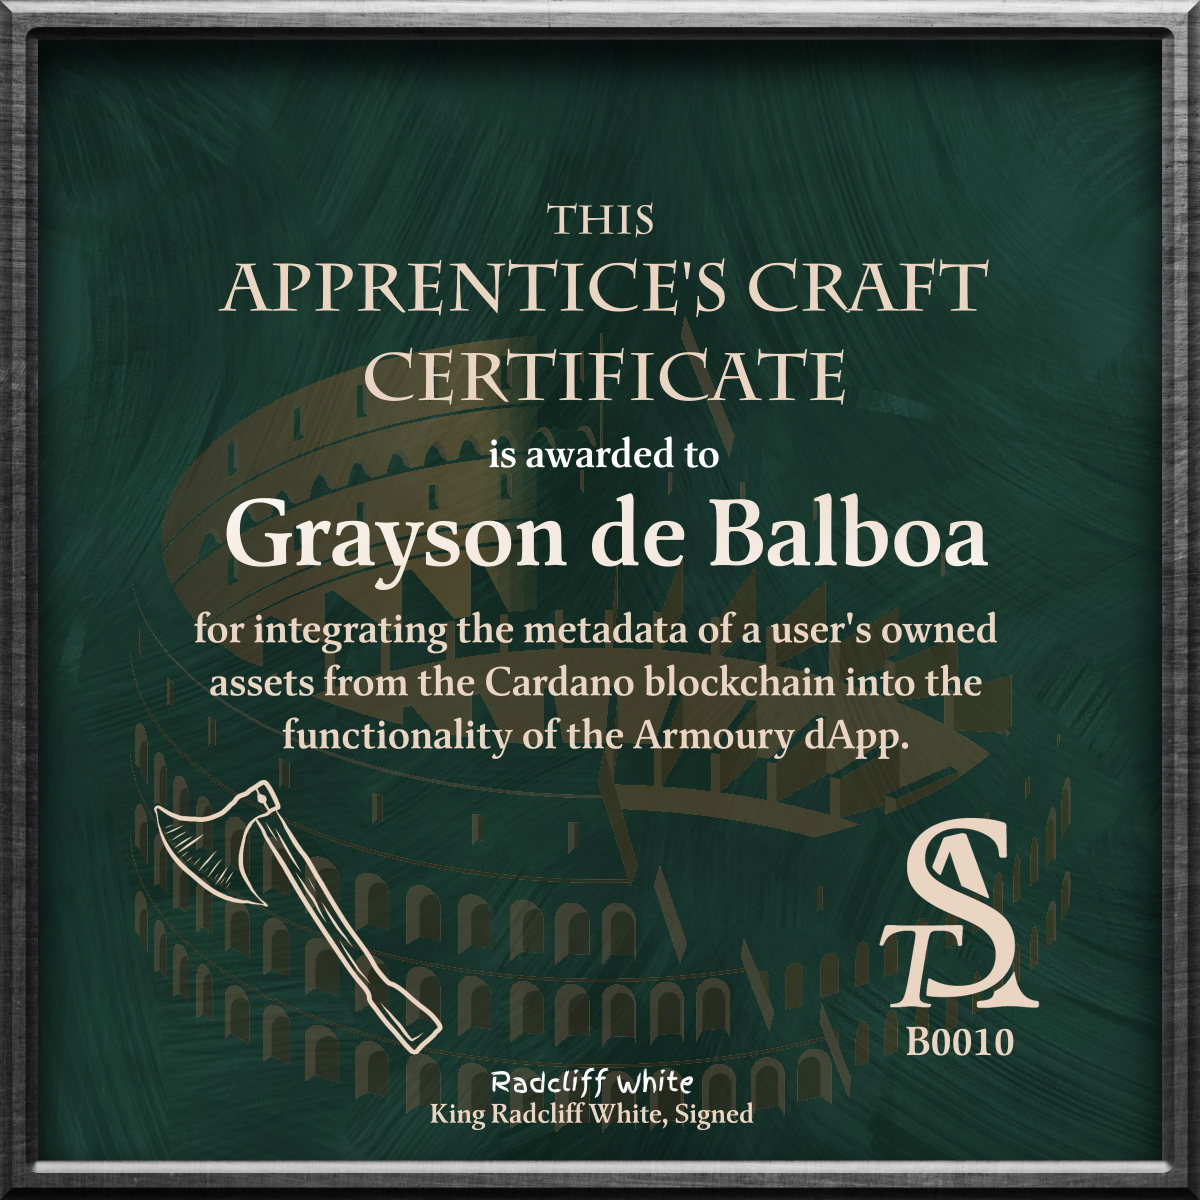 THIS
APPRENTICE'S CRAFT
CERTIFICATE
is awarded to
Grayson de Balboa
for integrating the metadata of a user's owned
assets from the Cardano blockchain into the
functionality of the Armoury dApp.
TSA
B0010
Radcliff White
King Radcliff White, Signed